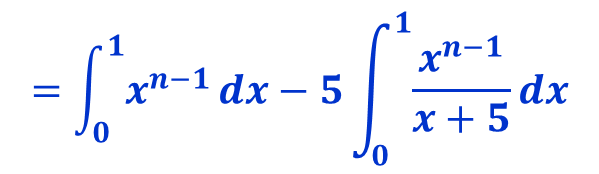 = ∫₀¹ xⁿ⁻¹ dx − 5 ∫₀¹ xⁿ⁻¹/(x + 5) dx